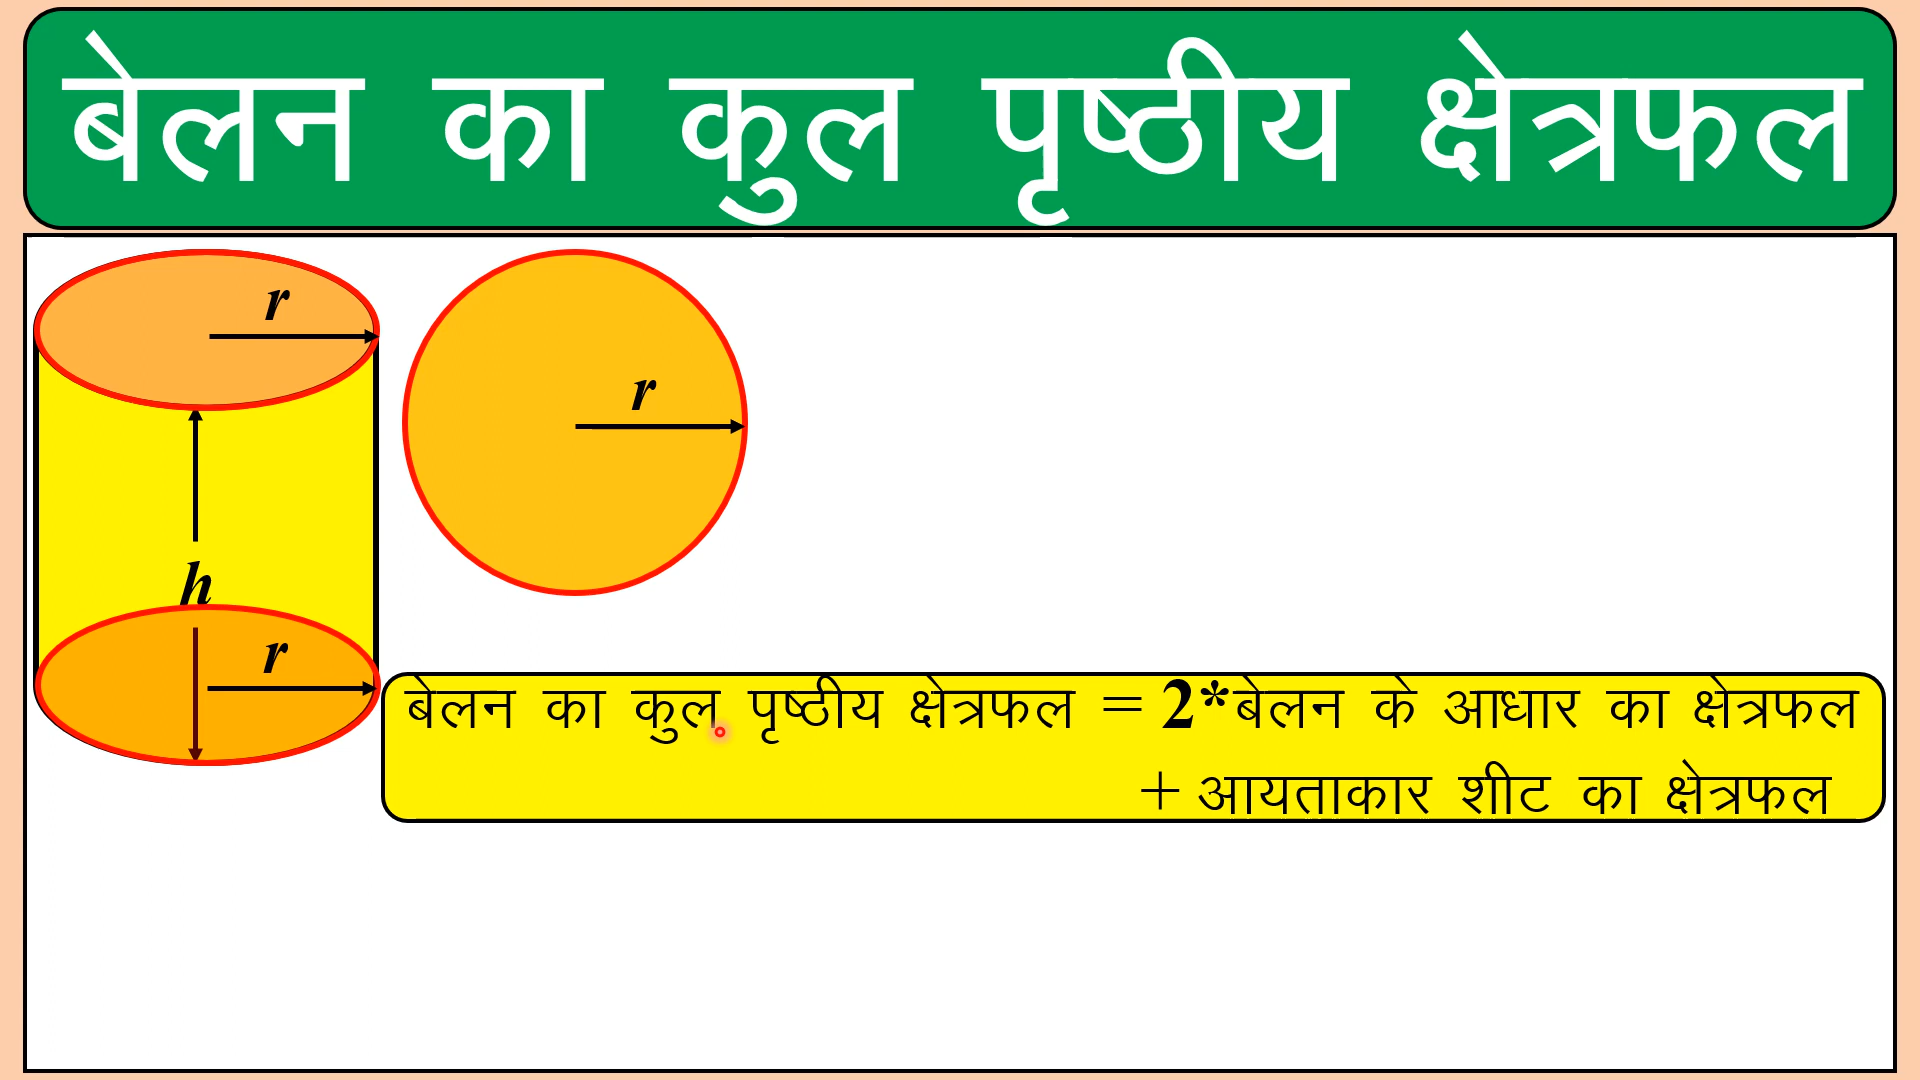 बेलन का कुल पृष्ठीय क्षेत्रफल
r
r
h
r
बेलन का कुल पृष्ठीय क्षेत्रफल = 2*बेलन के आधार का क्षेत्रफल
+ आयताकार शीट का क्षेत्रफल